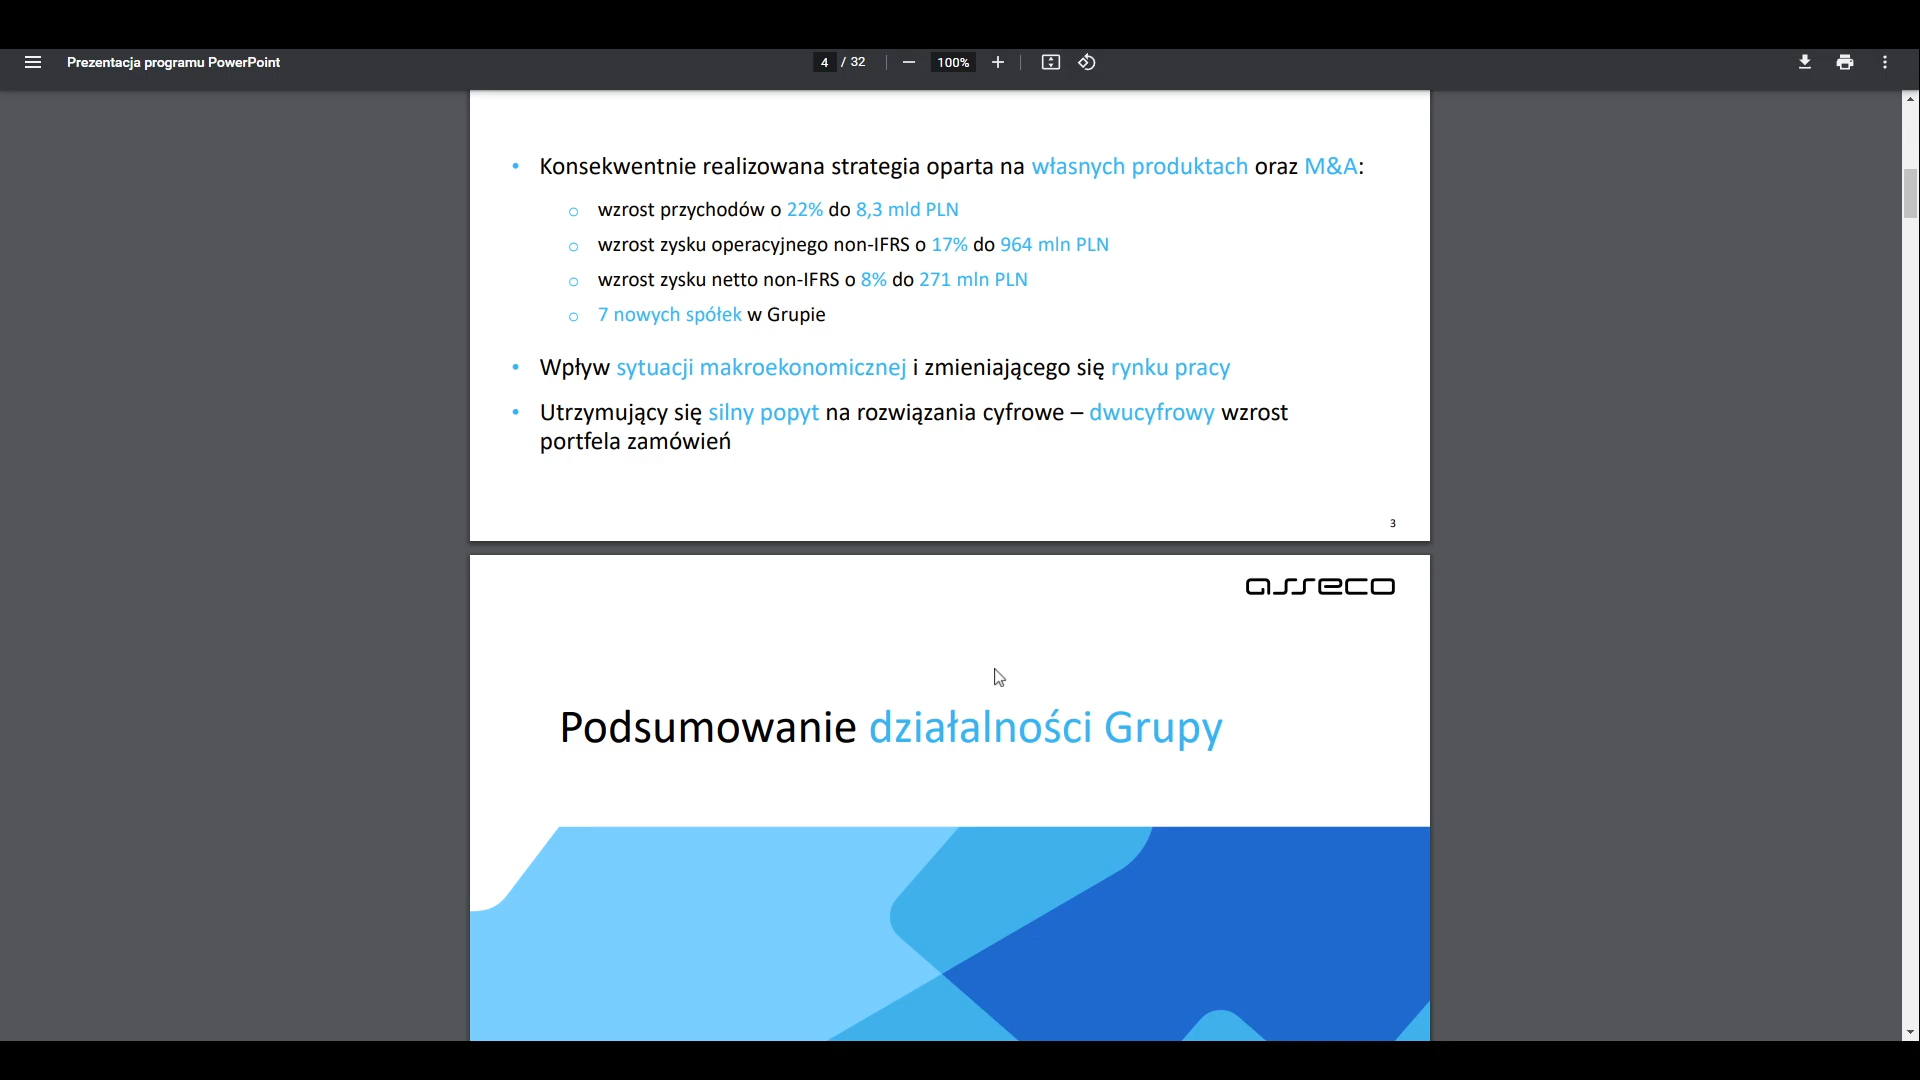 Prezentacja programu PowerPoint
4 / 32
100%
• Konsekwentnie realizowana strategia oparta na własnych produktach oraz M&A:
o wzrost przychodów o 22% do 8,3 mld PLN
o wzrost zysku operacyjnego non-IFRS o 17% do 964 mln PLN
o wzrost zysku netto non-IFRS o 8% do 271 mln PLN
o 7 nowych spółek w Grupie
• Wpływ sytuacji makroekonomicznej i zmieniającego się rynku pracy
• Utrzymujący się silny popyt na rozwiązania cyfrowe – dwucyfrowy wzrost
portfela zamówień
3
asseco
Podsumowanie działalności Grupy